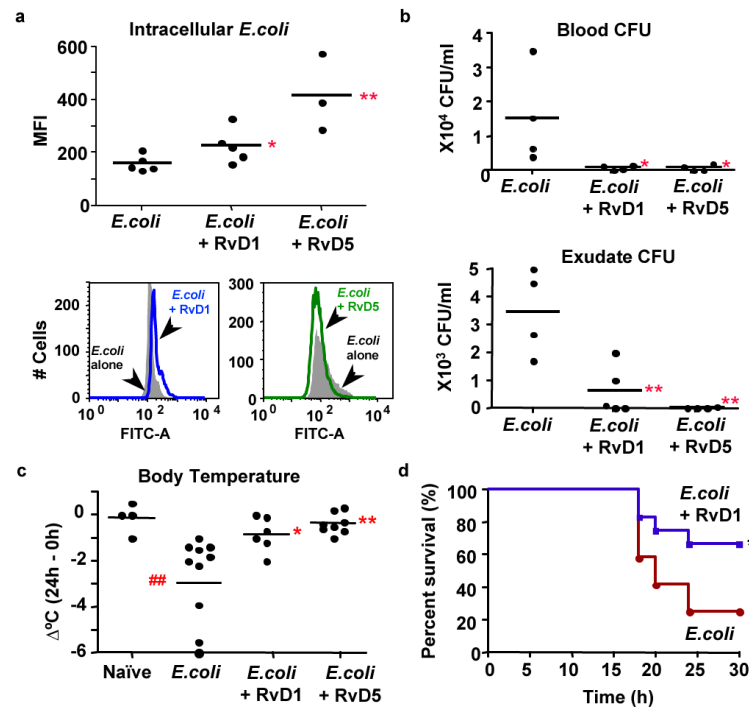 a
Intracellular E.coli
MFI
600
400
200
0
*
**
E.coli
E.coli + RvD1
E.coli + RvD5
# Cells
200
100
0
E.coli + RvD1
E.coli alone
10^0 10^2 10^4
FITC-A
300
200
100
0
E.coli + RvD5
E.coli alone
10^0 10^2 10^4
FITC-A
b
Blood CFU
X10^4 CFU/ml
4
3
2
1
0
*
*
E.coli
E.coli + RvD1
E.coli + RvD5
Exudate CFU
X10^3 CFU/ml
5
4
3
2
1
0
**
**
E.coli
E.coli + RvD1
E.coli + RvD5
c
Body Temperature
Δ°C (24h - 0h)
0
-2
-4
-6
##
*
**
Naïve
E.coli
E.coli + RvD1
E.coli + RvD5
d
Percent survival (%)
100
80
60
40
20
0
E.coli + RvD1
E.coli
0 5 10 15 20 25 30
Time (h)